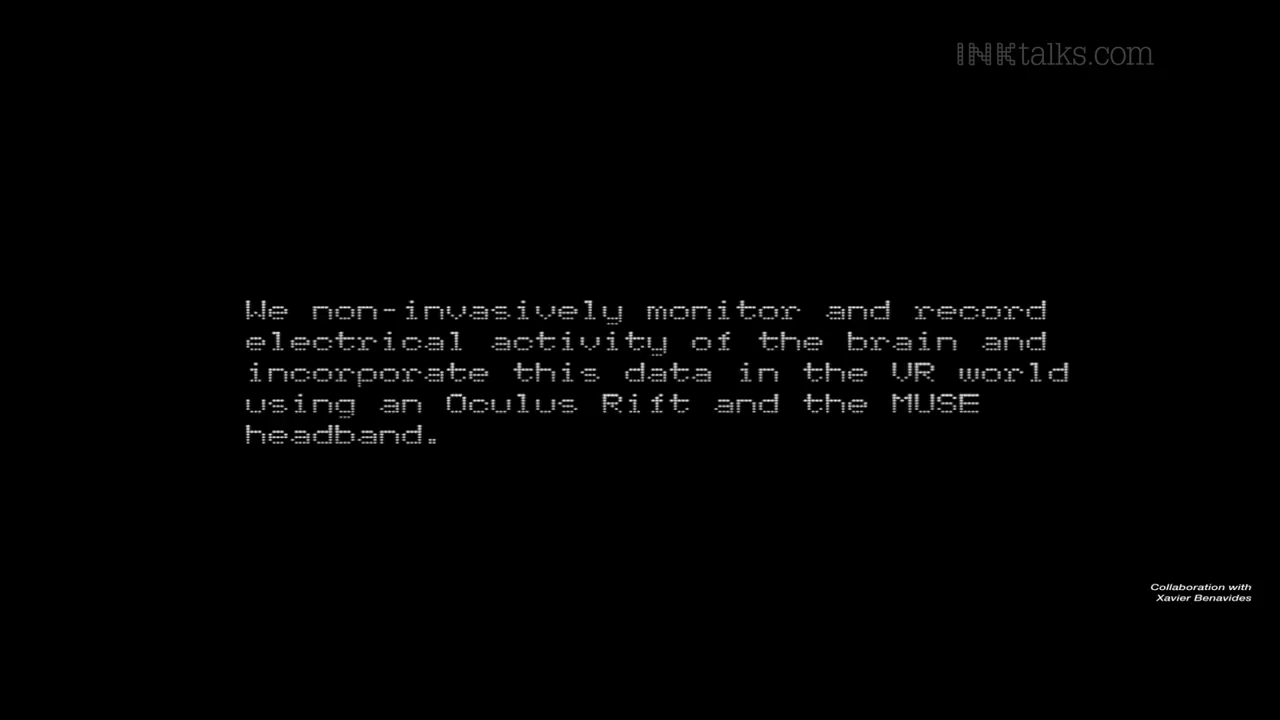 INKtalks.com
We non-invasively monitor and record
electrical activity of the brain and
incorporate this data in the VR world
using an Oculus Rift and the MUSE
headband.
Collaboration with
Xavier Benavides